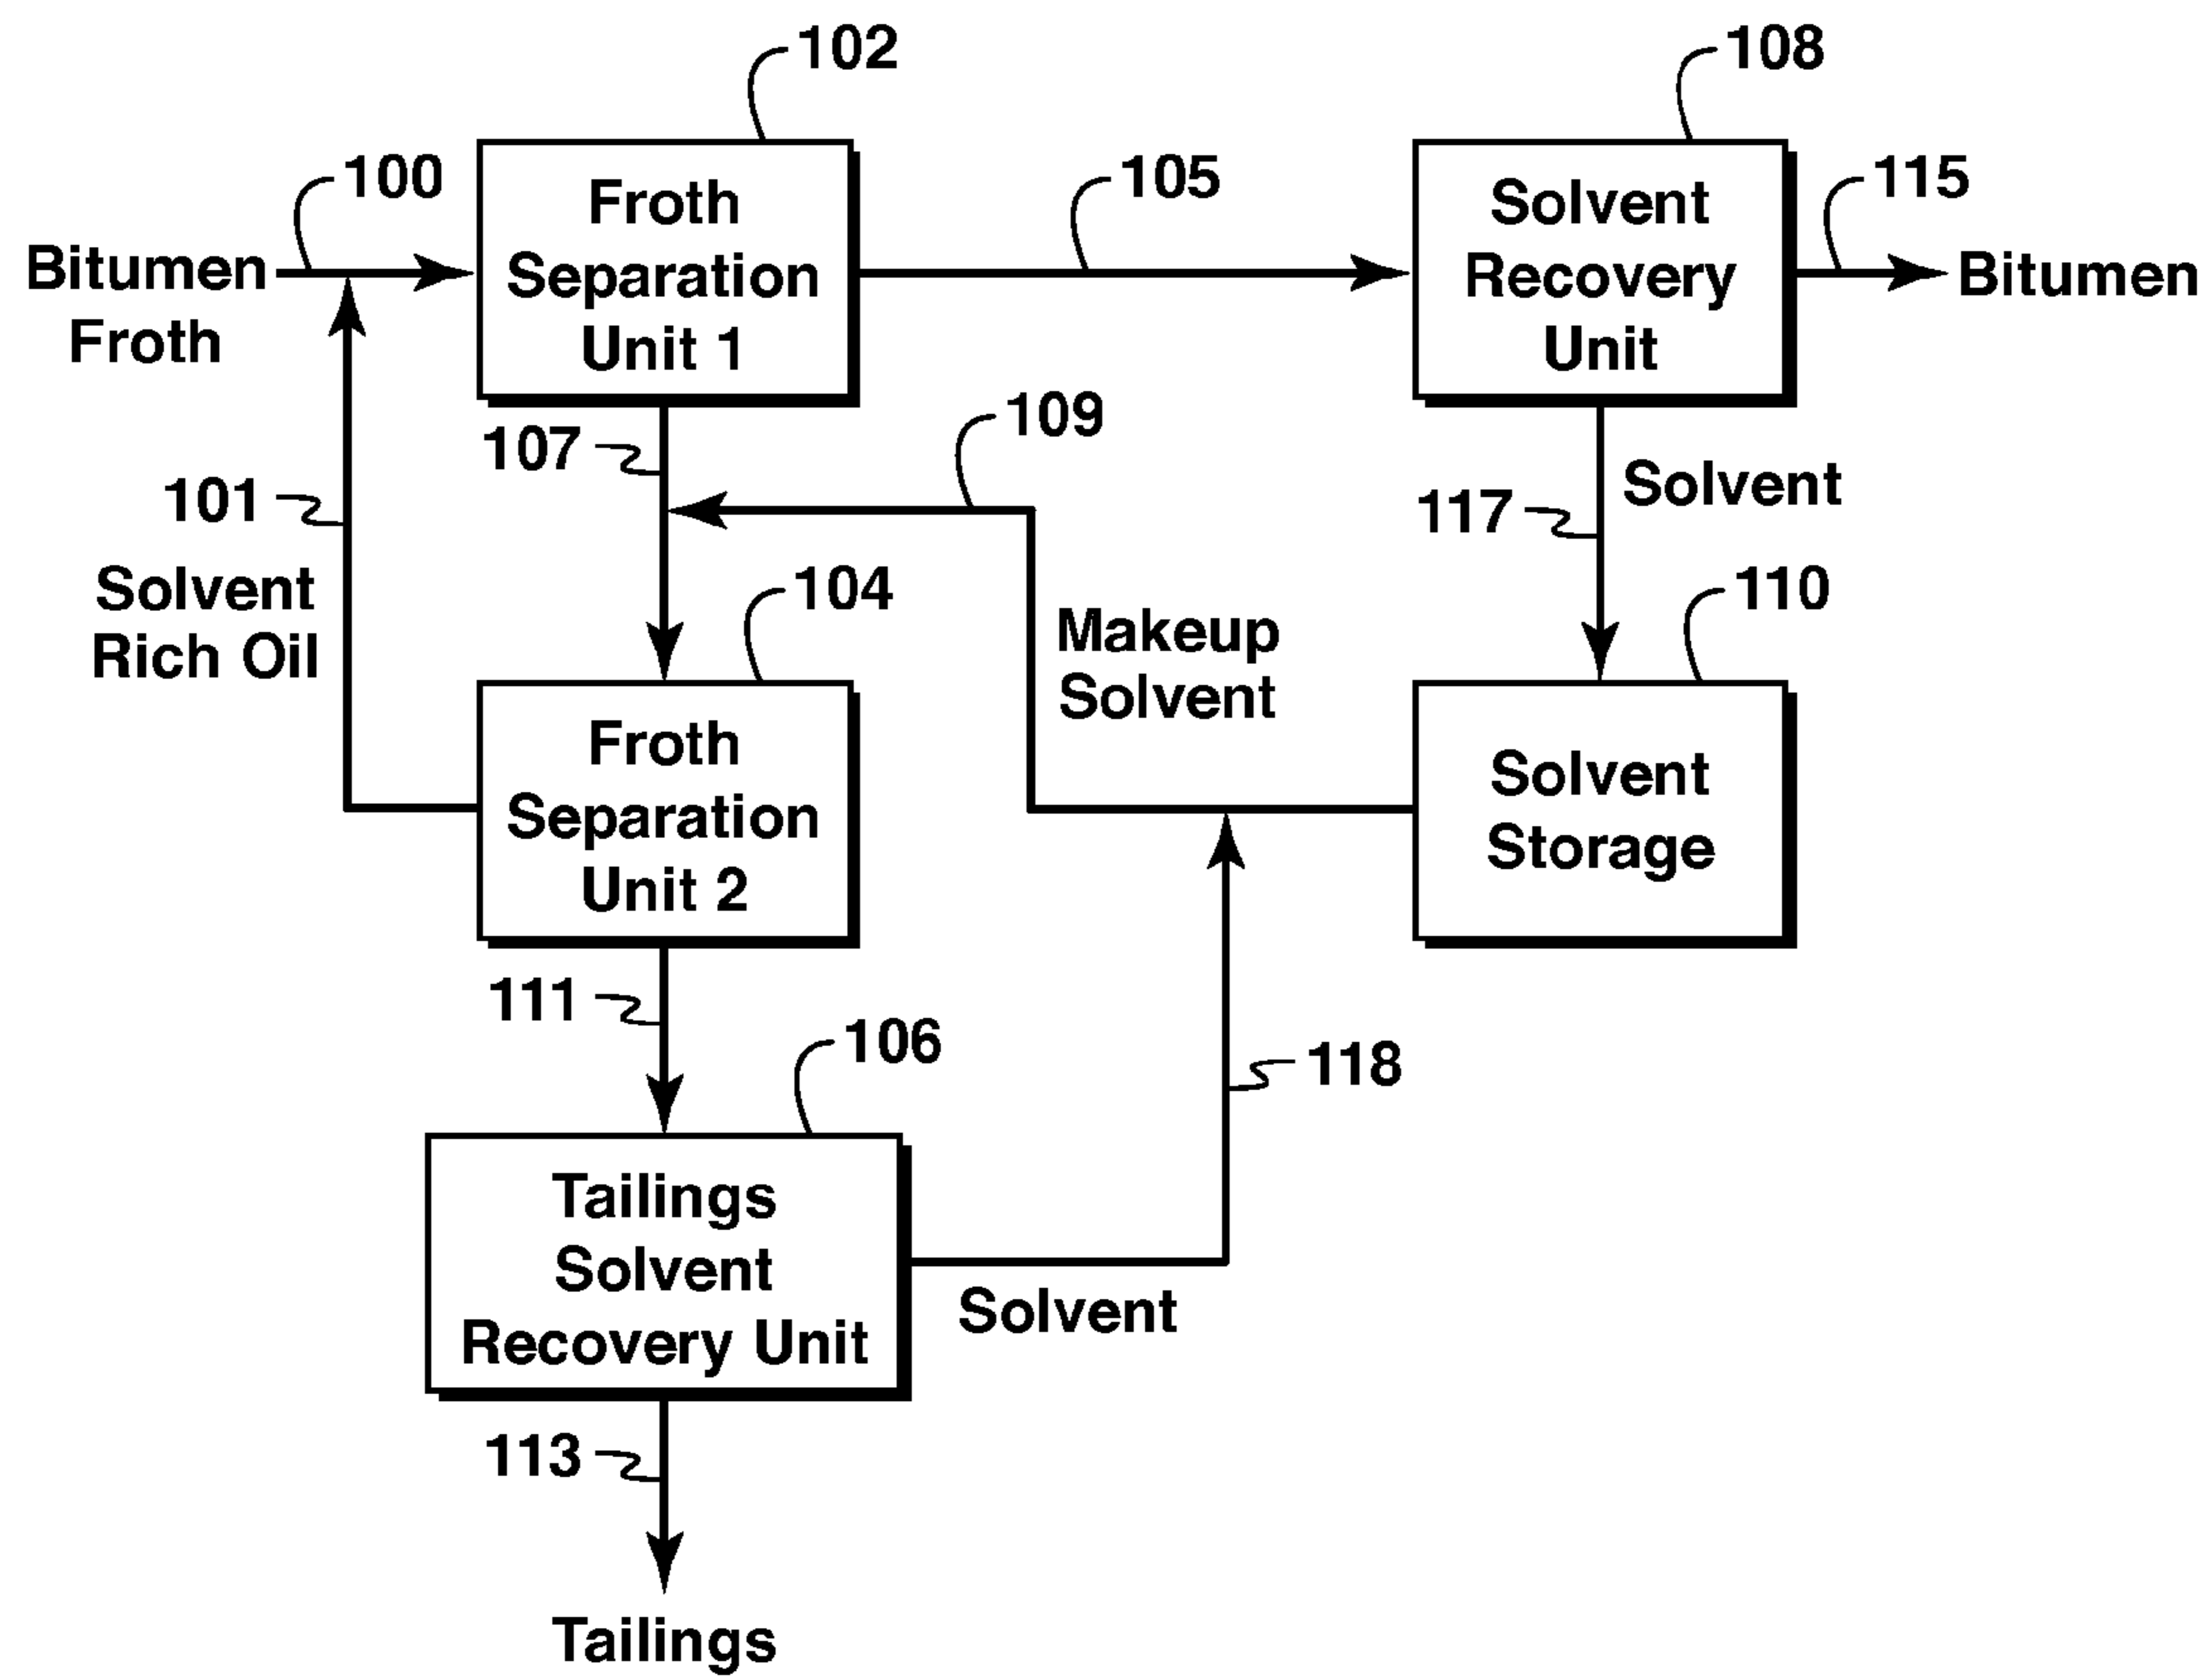 102
108
100
105
115
Bitumen
Froth
Froth
Separation
Unit 1
Solvent
Recovery
Unit
Bitumen
109
107
101
Solvent
Rich Oil
117
Solvent
104
110
Makeup
Solvent
Froth
Separation
Unit 2
Solvent
Storage
111
106
118
Tailings
Solvent
Recovery Unit
Solvent
113
Tailings